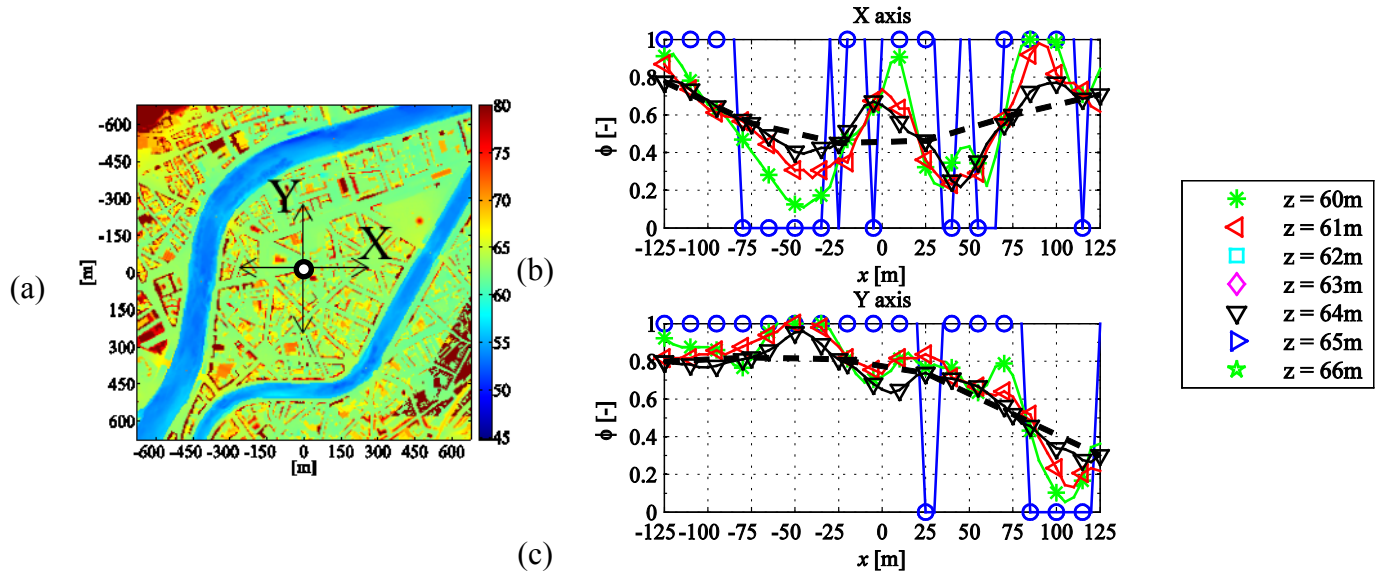 (a)
-600
-450
-300
-150
0
150
300
450
600
[m]
-600 -450 -300 -150 0 150 300 450 600
[m]
80
75
70
65
60
55
50
45
Y
X
(b)
X axis
1
0.8
0.6
0.4
0.2
0
ϕ [-]
-125 -100 -75 -50 -25 0 25 50 75 100 125
x [m]
(c)
Y axis
1
0.8
0.6
0.4
0.2
0
ϕ [-]
-125 -100 -75 -50 -25 0 25 50 75 100 125
x [m]
z = 60m
z = 61m
z = 62m
z = 63m
z = 64m
z = 65m
z = 66m